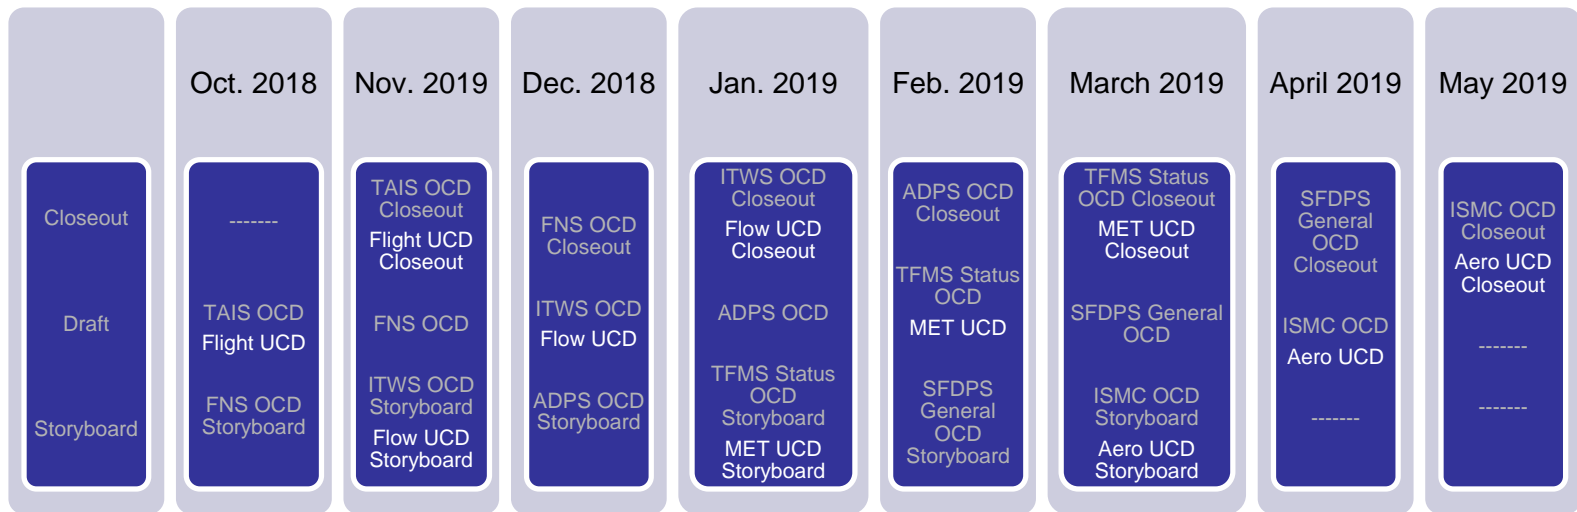 Oct. 2018
Nov. 2019
Dec. 2018
Jan. 2019
Feb. 2019
March 2019
April 2019
May 2019
Closeout
Draft
Storyboard
-------
TAIS OCD
Flight UCD
FNS OCD
Storyboard
TAIS OCD
Closeout
Flight UCD
Closeout
FNS OCD
ITWS OCD
Storyboard
Flow UCD
Storyboard
FNS OCD
Closeout
ITWS OCD
Flow UCD
ADPS OCD
Storyboard
ITWS OCD
Closeout
Flow UCD
Closeout
ADPS OCD
TFMS Status
OCD
Storyboard
MET UCD
Storyboard
ADPS OCD
Closeout
TFMS Status
OCD
MET UCD
SFDPS
General
OCD
Storyboard
TFMS Status
OCD Closeout
MET UCD
Closeout
SFDPS General
OCD
ISMC OCD
Storyboard
Aero UCD
Storyboard
SFDPS
General
OCD
Closeout
ISMC OCD
Aero UCD
-------
ISMC OCD
Closeout
Aero UCD
Closeout
-------
-------